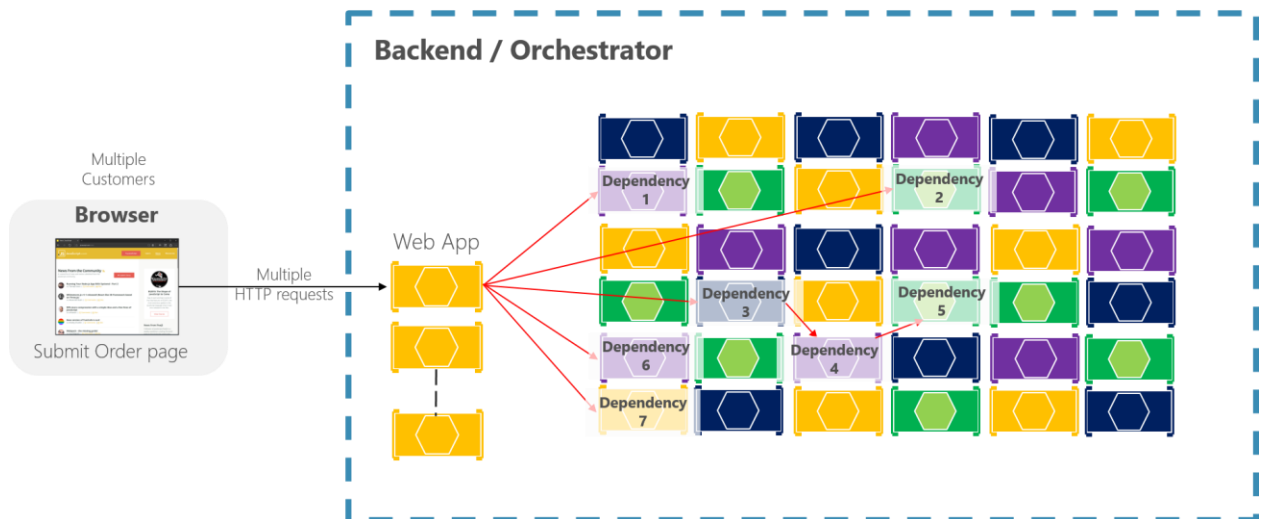 Backend / Orchestrator
Multiple
Customers
Browser
Submit Order page
Multiple
HTTP requests
Web App
Dependency
1
Dependency
2
Dependency
3
Dependency
5
Dependency
6
Dependency
4
Dependency
7